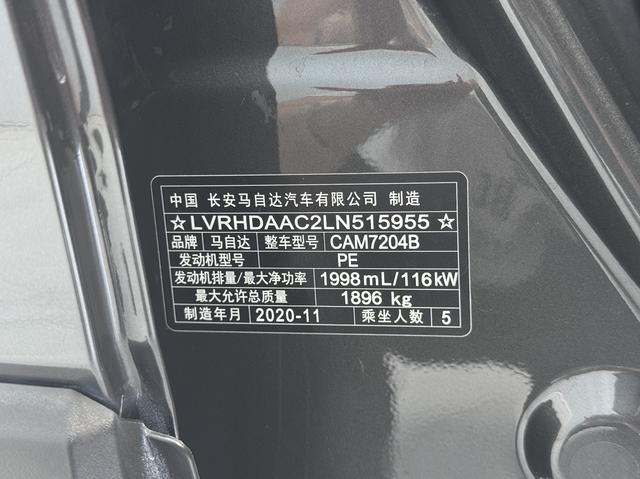 中国 长安马自达汽车有限公司 制造
☆LVRHDAAC2LN515955☆
品牌 马自达 整车型号 CAM7204B
发动机型号 PE
发动机排量/最大净功率 1998mL/116kW
最大允许总质量 1896 kg
制造年月 2020-11 乘坐人数 5